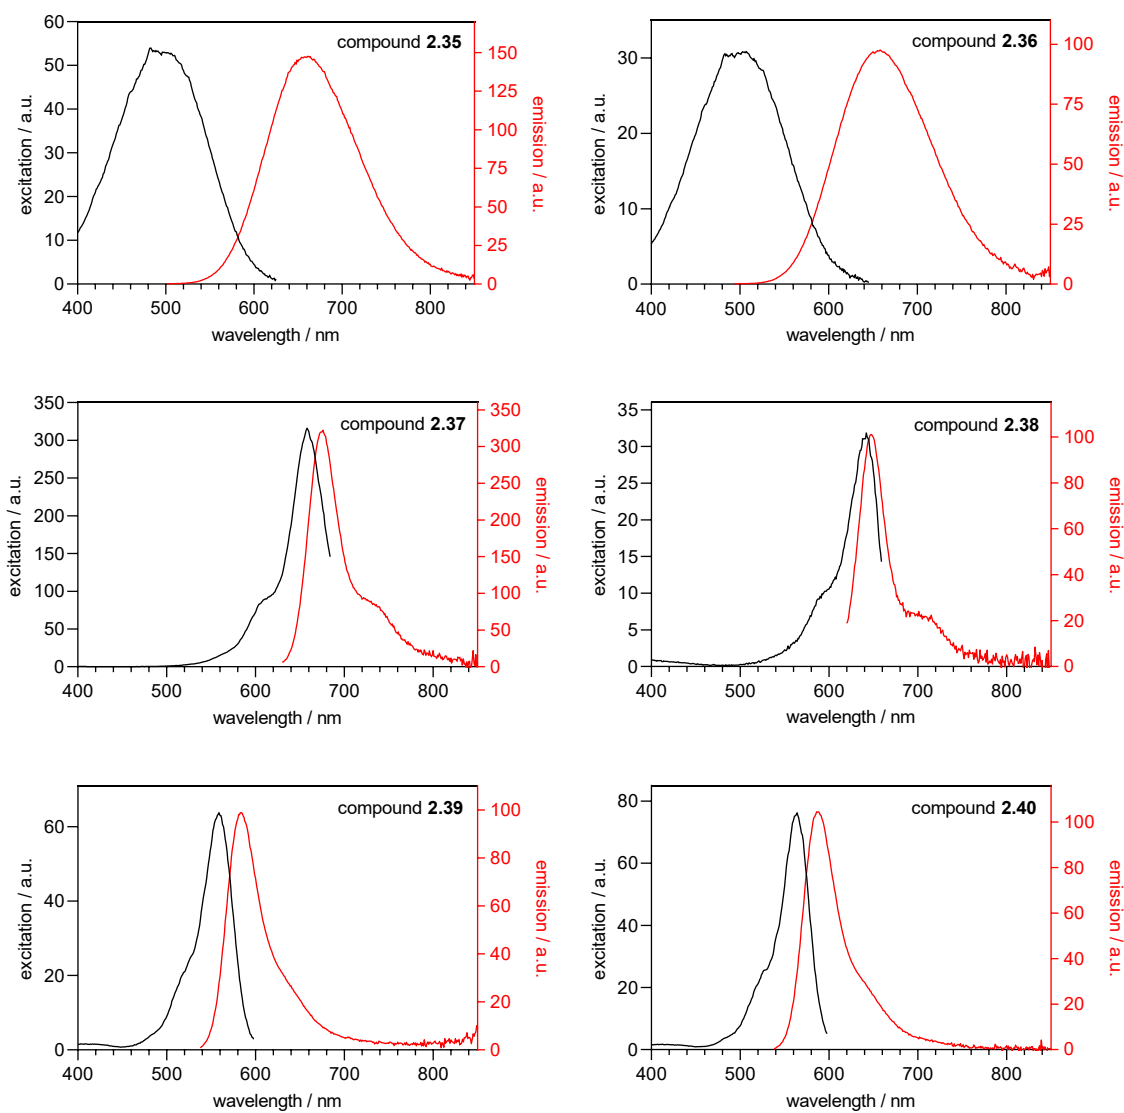 compound 2.35
60
50
40
30
20
10
0
150
125
100
75
50
25
0
400 500 600 700 800
excitation / a.u.
emission / a.u.
wavelength / nm
compound 2.36
30
20
10
0
100
75
50
25
0
400 500 600 700 800
excitation / a.u.
emission / a.u.
wavelength / nm
compound 2.37
350
300
250
200
150
100
50
0
350
300
250
200
150
100
50
0
400 500 600 700 800
excitation / a.u.
emission / a.u.
wavelength / nm
compound 2.38
35
30
25
20
15
10
5
0
100
80
60
40
20
0
400 500 600 700 800
excitation / a.u.
emission / a.u.
wavelength / nm
compound 2.39
60
40
20
0
100
80
60
40
20
0
400 500 600 700 800
excitation / a.u.
emission / a.u.
wavelength / nm
compound 2.40
80
60
40
20
0
100
80
60
40
20
0
400 500 600 700 800
excitation / a.u.
emission / a.u.
wavelength / nm